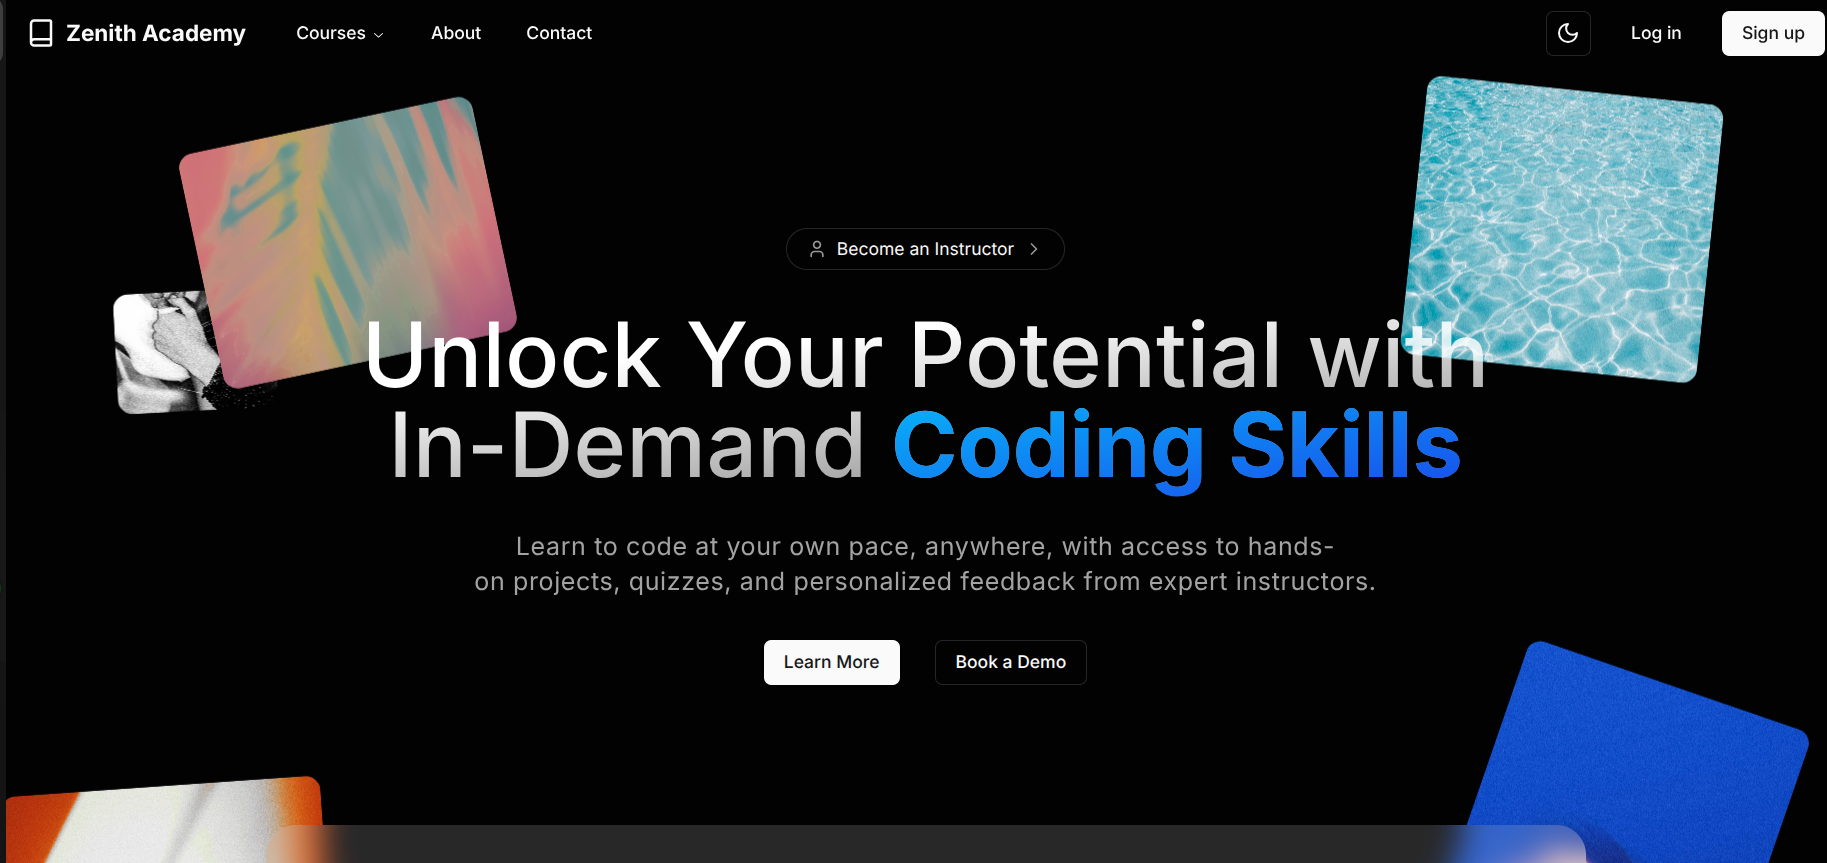 Zenith Academy
Courses
About
Contact
Log in
Sign up
Become an Instructor
Unlock Your Potential with
In-Demand Coding Skills
Learn to code at your own pace, anywhere, with access to hands-
on projects, quizzes, and personalized feedback from expert instructors.
Learn More
Book a Demo